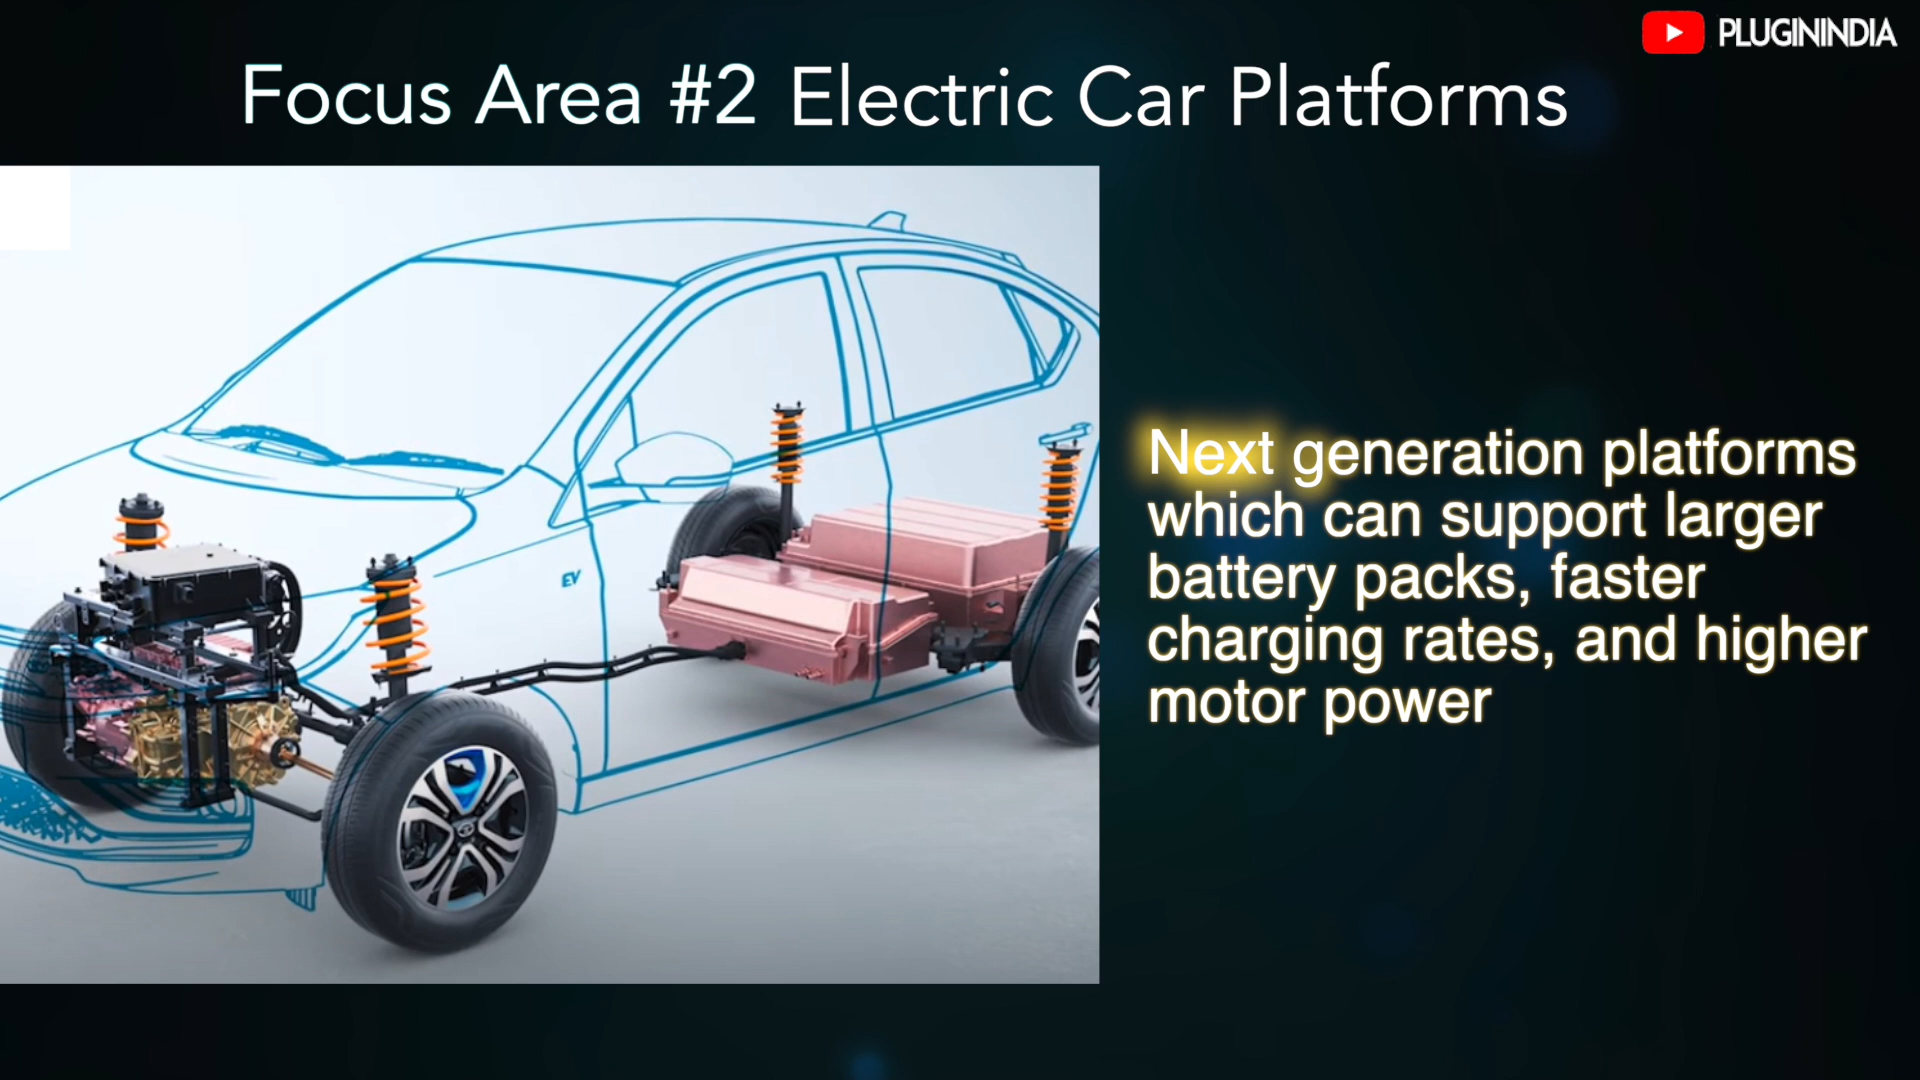 PLUGININDIA
Focus Area #2 Electric Car Platforms
EV
Next generation platforms
which can support larger
battery packs, faster
charging rates, and higher
motor power